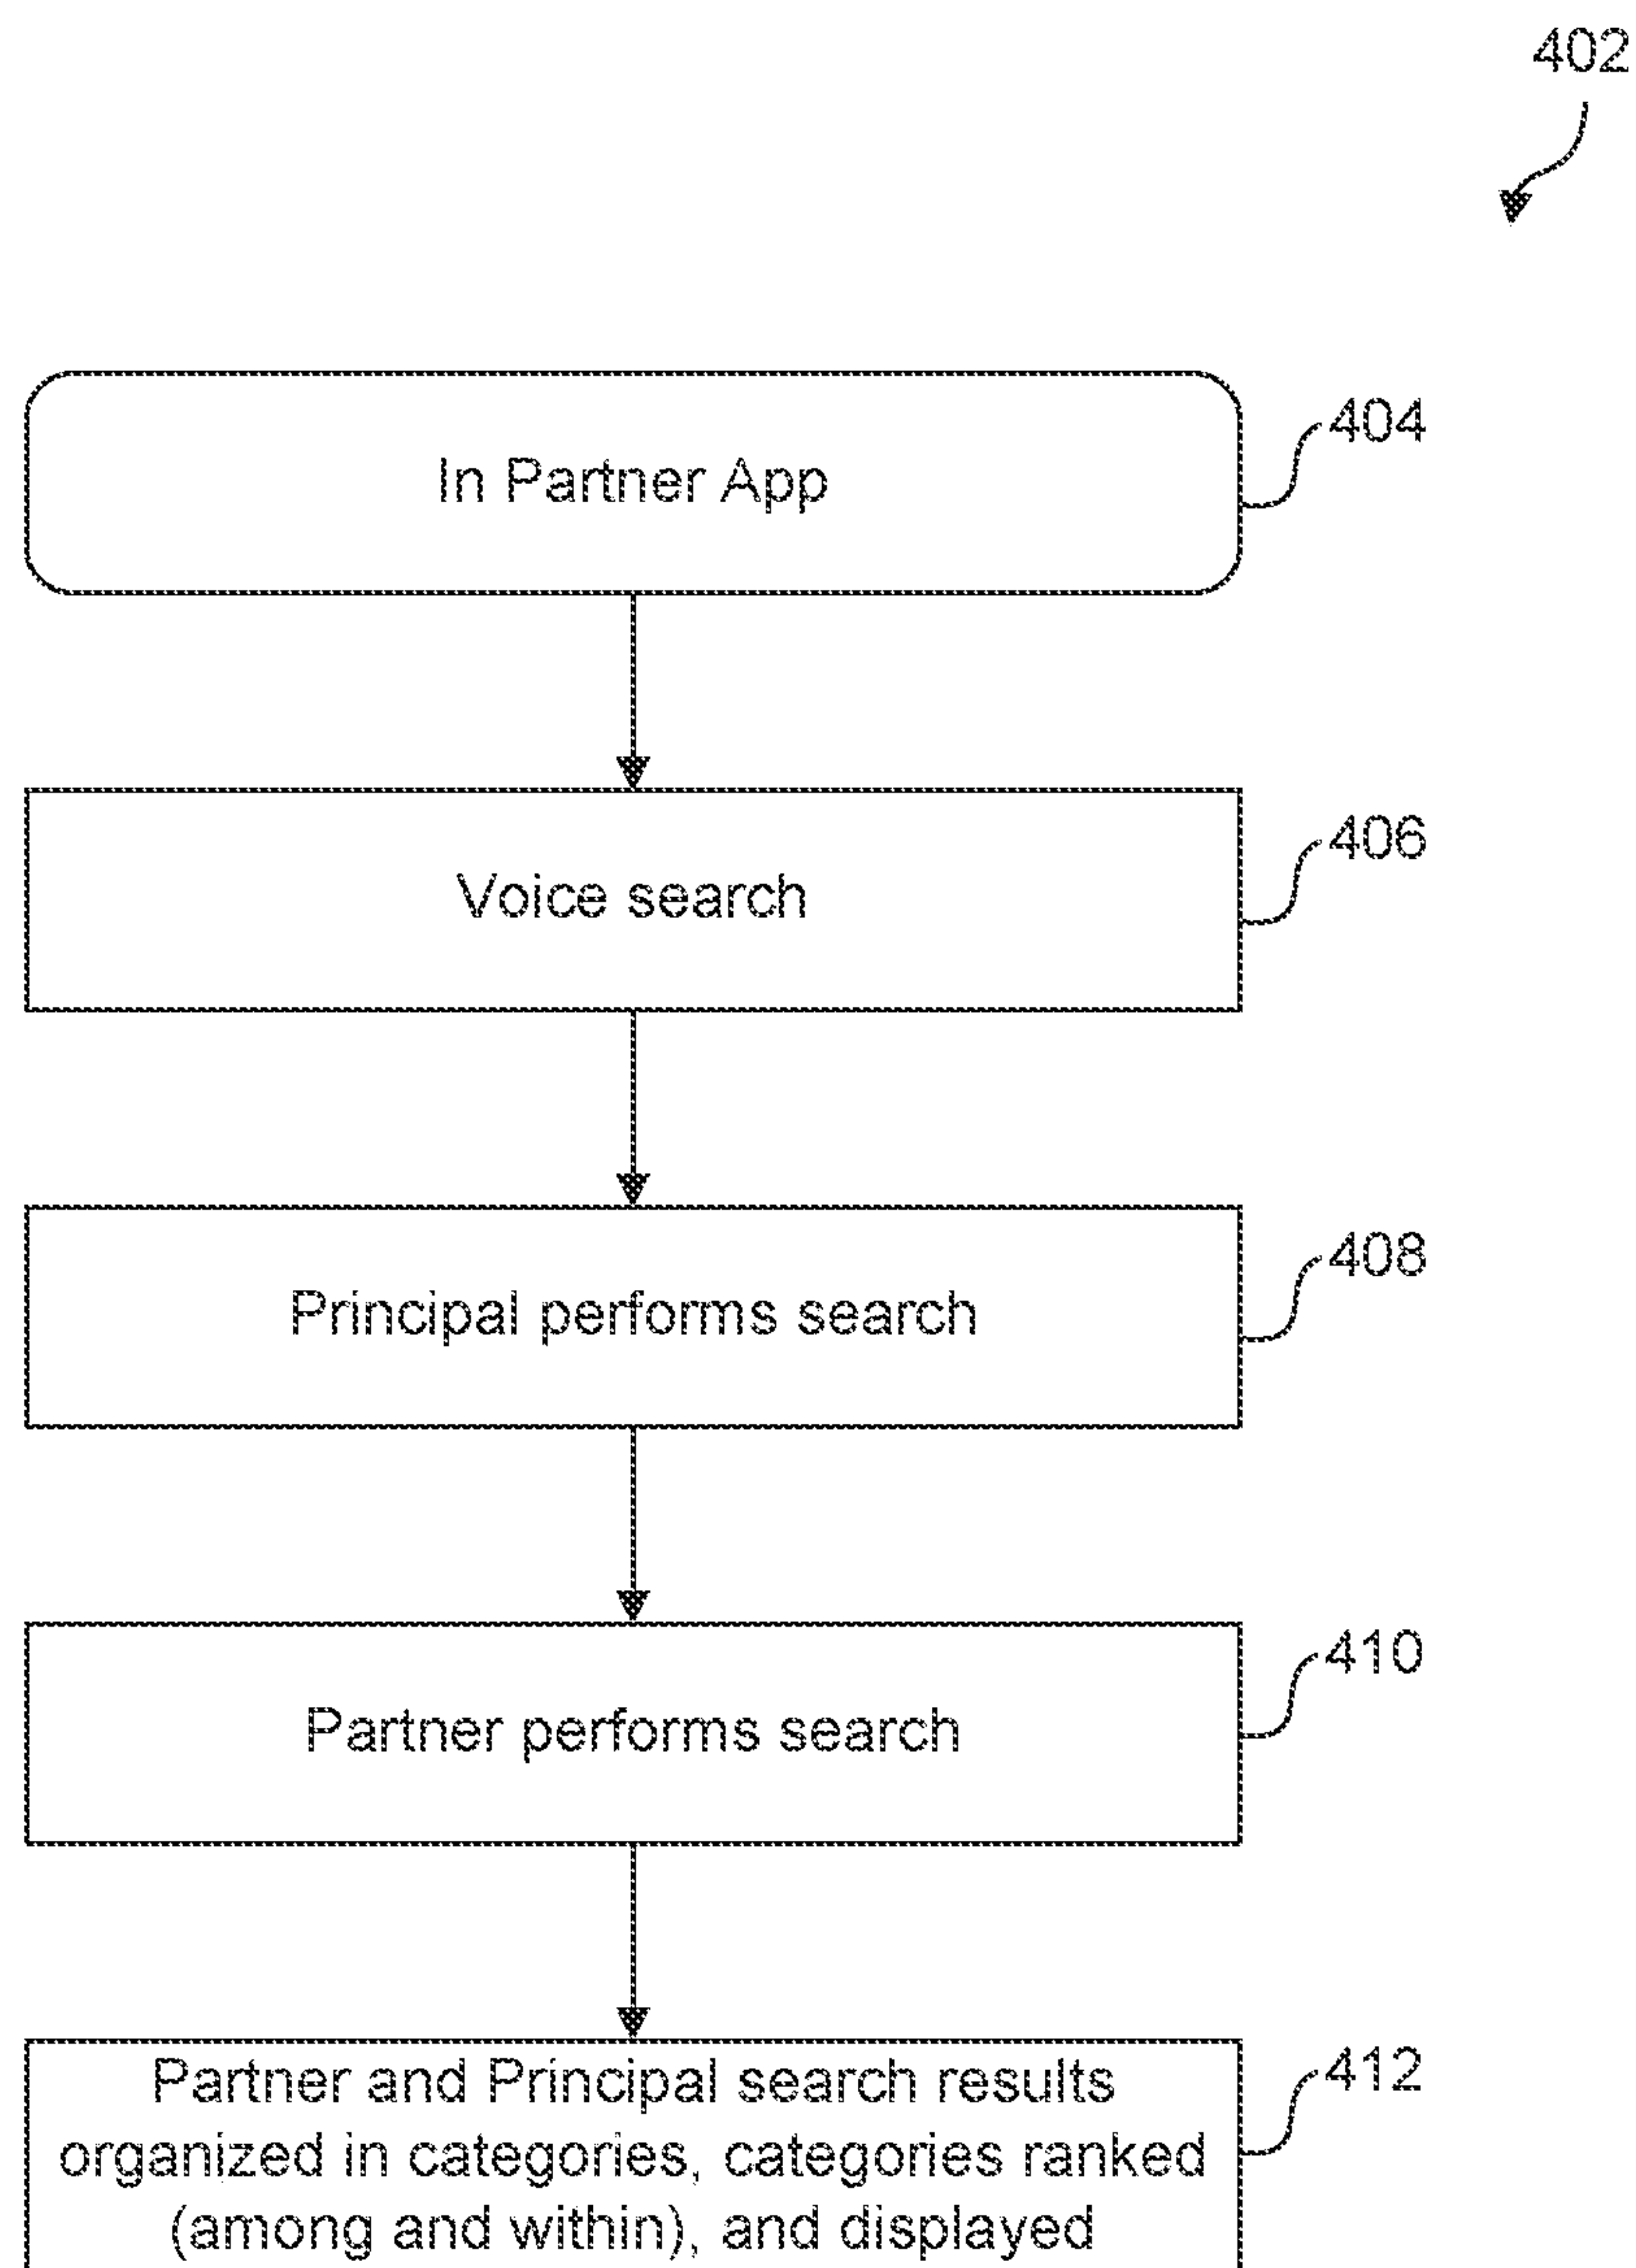 402
In Partner App
404
Voice search
406
Principal performs search
408
Partner performs search
410
Partner and Principal search results
organized in categories, categories ranked
(among and within), and displayed
412